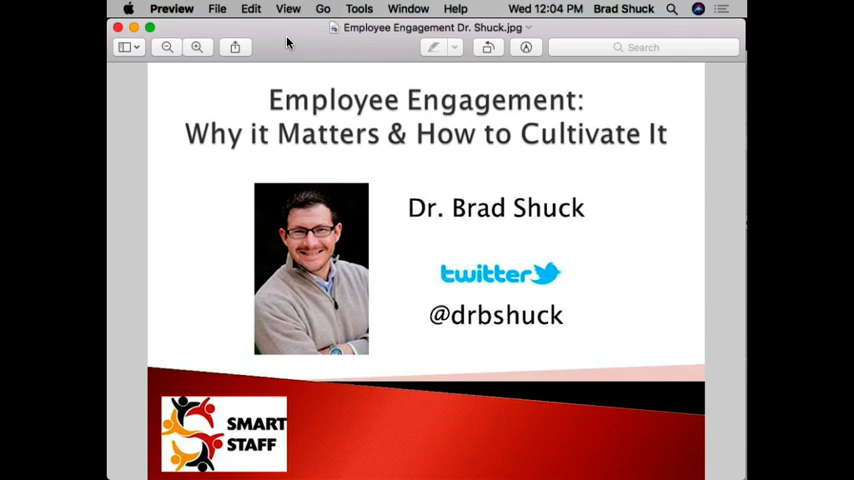 Preview File Edit View Go Tools Window Help Wed 12:04 PM Brad Shuck
Employee Engagement Dr. Shuck.jpg
Search
Employee Engagement:
Why it Matters & How to Cultivate It
Dr. Brad Shuck
twitter
@drbshuck
SMART
STAFF